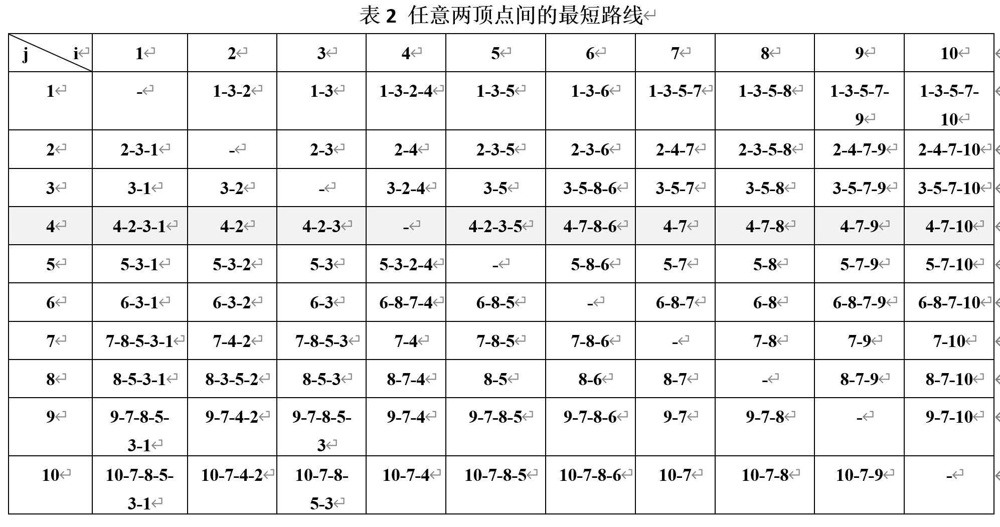 表 2 任意两顶点间的最短路线
j i 1 2 3 4 5 6 7 8 9 10
1 - 1-3-2 1-3 1-3-2-4 1-3-5 1-3-6 1-3-5-7 1-3-5-8 1-3-5-7- 1-3-5-7-
9 10
2 2-3-1 - 2-3 2-4 2-3-5 2-3-6 2-4-7 2-3-5-8 2-4-7-9 2-4-7-10
3 3-1 3-2 - 3-2-4 3-5 3-5-8-6 3-5-7 3-5-8 3-5-7-9 3-5-7-10
4 4-2-3-1 4-2 4-2-3 - 4-2-3-5 4-7-8-6 4-7 4-7-8 4-7-9 4-7-10
5 5-3-1 5-3-2 5-3 5-3-2-4 - 5-8-6 5-7 5-8 5-7-9 5-7-10
6 6-3-1 6-3-2 6-3 6-8-7-4 6-8-5 - 6-8-7 6-8 6-8-7-9 6-8-7-10
7 7-8-5-3-1 7-4-2 7-8-5-3 7-4 7-8-5 7-8-6 - 7-8 7-9 7-10
8 8-5-3-1 8-3-5-2 8-5-3 8-7-4 8-5 8-6 8-7 - 8-7-9 8-7-10
9 9-7-8-5- 9-7-4-2 9-7-8-5- 9-7-4 9-7-8-5 9-7-8-6 9-7 9-7-8 - 9-7-10
3-1 3
10 10-7-8-5- 10-7-4-2 10-7-8- 10-7-4 10-7-8-5 10-7-8-6 10-7 10-7-8 10-7-9 -
3-1 5-3